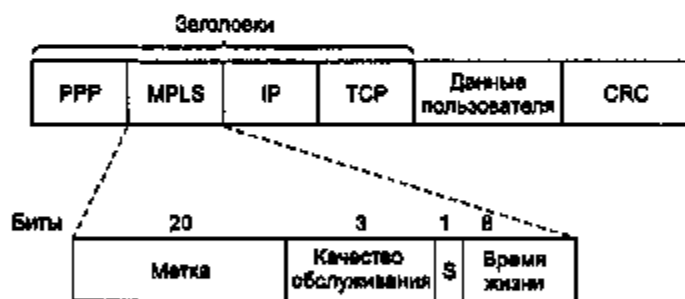 Заголовки
PPP MPLS IP TCP Данные пользователя CRC
Биты 20 3 1 8
Метка Качество обслуживания S Время жизни